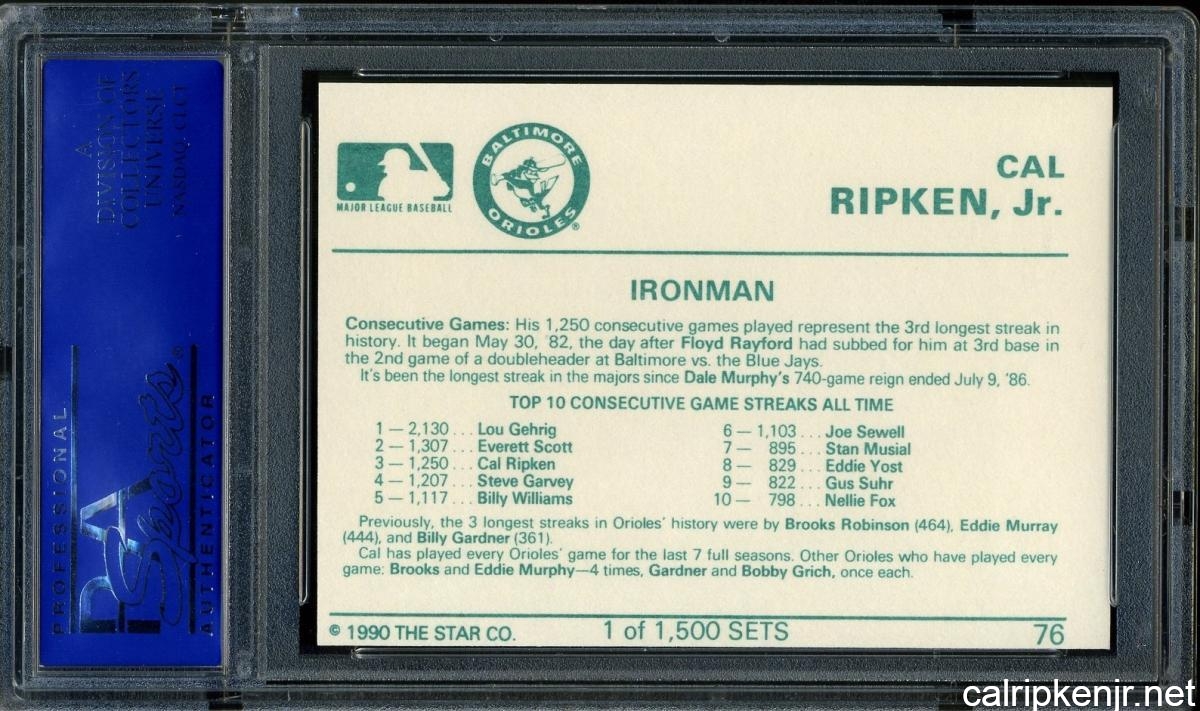 A
DIVISION OF
COLLECTORS
UNIVERSE
NASDAQ: CLCT
PROFESSIONAL
PSA
Sports®
AUTHENTICATOR
MAJOR LEAGUE BASEBALL
BALTIMORE
ORIOLES®
CAL
RIPKEN, Jr.
IRONMAN
Consecutive Games: His 1,250 consecutive games played represent the 3rd longest streak in
history. It began May 30, '82, the day after Floyd Rayford had subbed for him at 3rd base in
the 2nd game of a doubleheader at Baltimore vs. the Blue Jays.
It's been the longest streak in the majors since Dale Murphy's 740-game reign ended July 9, '86.
TOP 10 CONSECUTIVE GAME STREAKS ALL TIME
1 — 2,130 ... Lou Gehrig
2 — 1,307 ... Everett Scott
3 — 1,250 ... Cal Ripken
4 — 1,207 ... Steve Garvey
5 — 1,117 ... Billy Williams
6 — 1,103 ... Joe Sewell
7 — 895 ... Stan Musial
8 — 829 ... Eddie Yost
9 — 822 ... Gus Suhr
10 — 798 ... Nellie Fox
Previously, the 3 longest streaks in Orioles' history were by Brooks Robinson (464), Eddie Murray
(444), and Billy Gardner (361).
Cal has played every Orioles' game for the last 7 full seasons. Other Orioles who have played every
game: Brooks and Eddie Murphy—4 times, Gardner and Bobby Grich, once each.
© 1990 THE STAR CO.
1 of 1,500 SETS
76
calripkenjr.net